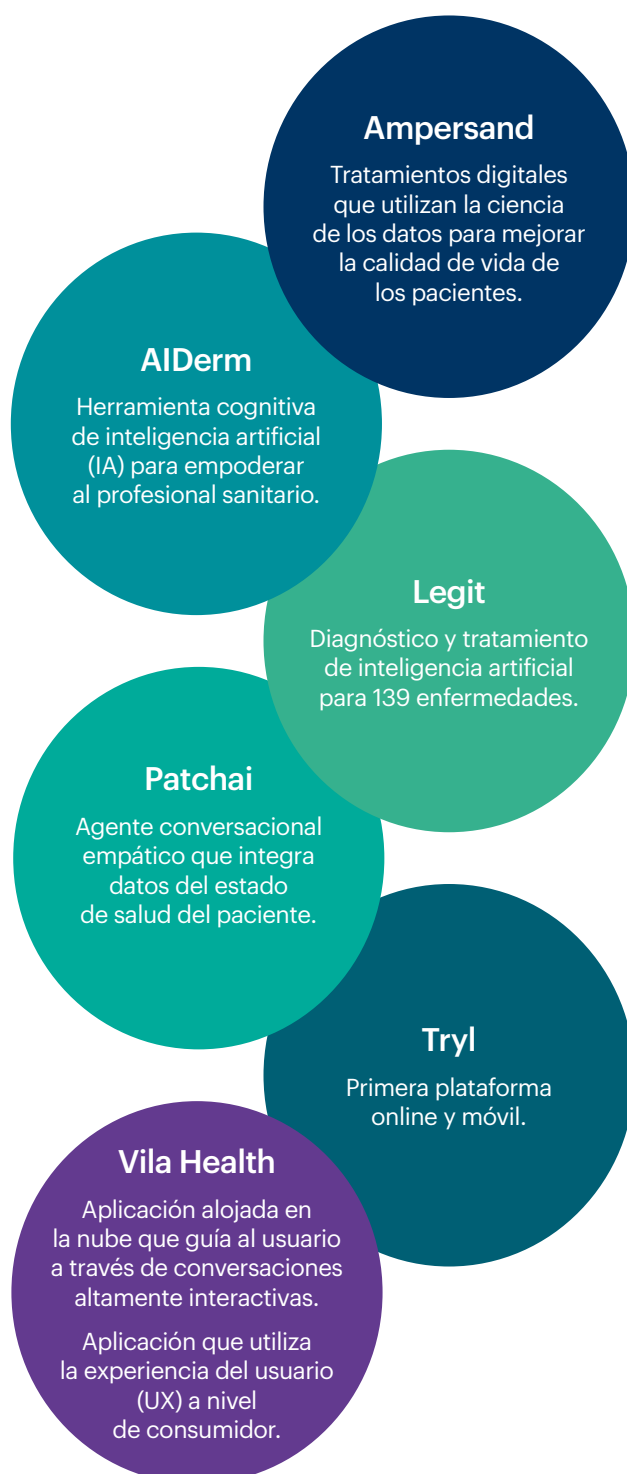 Ampersand
Tratamientos digitales
que utilizan la ciencia
de los datos para mejorar
la calidad de vida de
los pacientes.
AIDerm
Herramienta cognitiva
de inteligencia artificial
(IA) para empoderar
al profesional sanitario.
Legit
Diagnóstico y tratamiento
de inteligencia artificial
para 139 enfermedades.
Patchai
Agente conversacional
empático que integra
datos del estado
de salud del paciente.
Tryl
Primera plataforma
online y móvil.
Vila Health
Aplicación alojada en
la nube que guía al usuario
a través de conversaciones
altamente interactivas.
Aplicación que utiliza
la experiencia del usuario
(UX) a nivel
de consumidor.